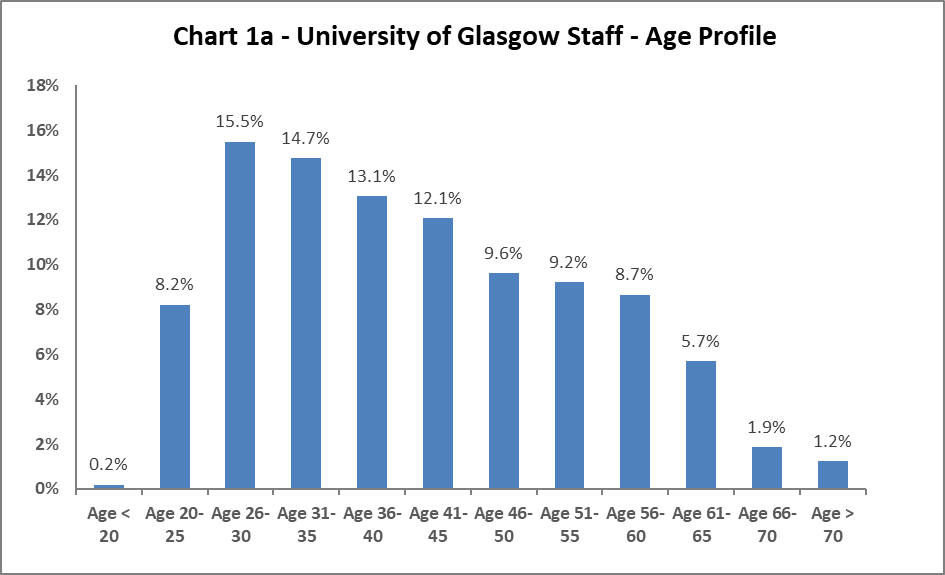 Chart 1a - University of Glasgow Staff - Age Profile
18%
16%
14%
12%
10%
8%
6%
4%
2%
0%
0.2%
8.2%
15.5%
14.7%
13.1%
12.1%
9.6%
9.2%
8.7%
5.7%
1.9%
1.2%
Age <
20
Age 20-
25
Age 26-
30
Age 31-
35
Age 36-
40
Age 41-
45
Age 46-
50
Age 51-
55
Age 56-
60
Age 61-
65
Age 66-
70
Age >
70